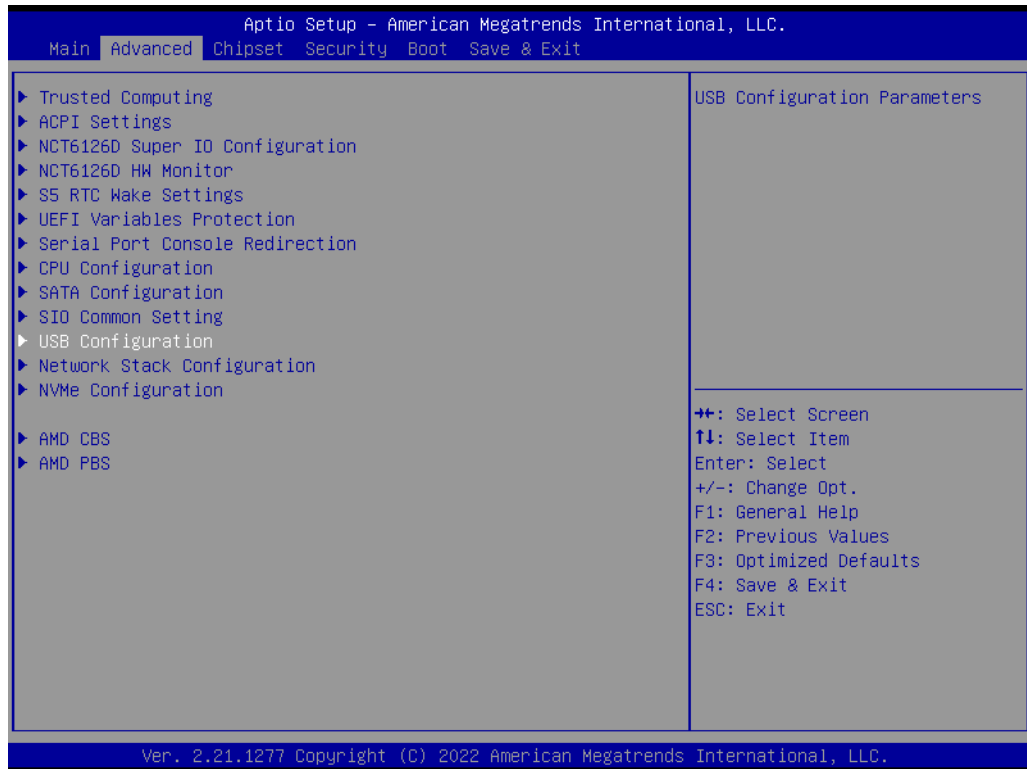 Aptio Setup – American Megatrends International, LLC.
Main Advanced Chipset Security Boot Save & Exit
▶ Trusted Computing
▶ ACPI Settings
▶ NCT6126D Super IO Configuration
▶ NCT6126D HW Monitor
▶ S5 RTC Wake Settings
▶ UEFI Variables Protection
▶ Serial Port Console Redirection
▶ CPU Configuration
▶ SATA Configuration
▶ SIO Common Setting
▶ USB Configuration
▶ Network Stack Configuration
▶ NVMe Configuration
▶ AMD CBS
▶ AMD PBS
USB Configuration Parameters
→←: Select Screen
↑↓: Select Item
Enter: Select
+/-: Change Opt.
F1: General Help
F2: Previous Values
F3: Optimized Defaults
F4: Save & Exit
ESC: Exit
Ver. 2.21.1277 Copyright (C) 2022 American Megatrends International, LLC.